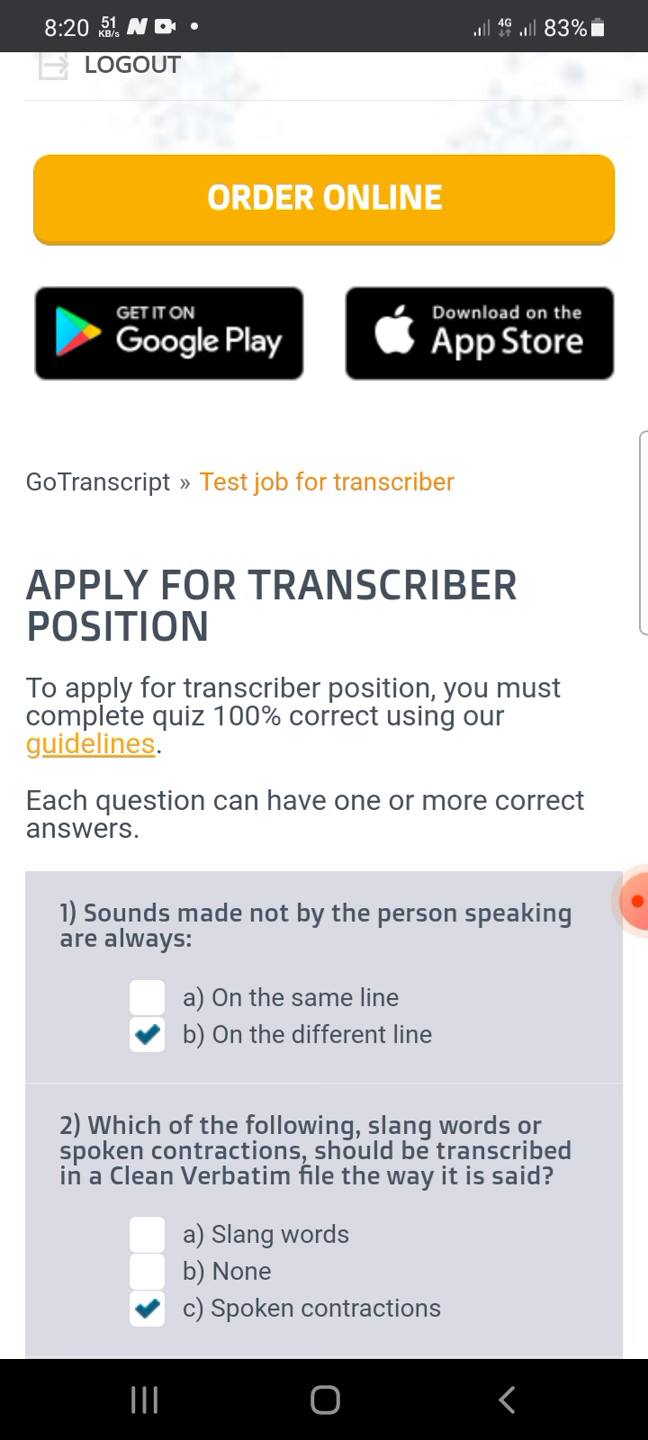 8:20 51 KB/s N 4G 83%
LOGOUT
ORDER ONLINE
GET IT ON
Google Play
Download on the
App Store
GoTranscript » Test job for transcriber
APPLY FOR TRANSCRIBER
POSITION
To apply for transcriber position, you must
complete quiz 100% correct using our
guidelines.
Each question can have one or more correct
answers.
1) Sounds made not by the person speaking
are always:
a) On the same line
b) On the different line
2) Which of the following, slang words or
spoken contractions, should be transcribed
in a Clean Verbatim file the way it is said?
a) Slang words
b) None
c) Spoken contractions